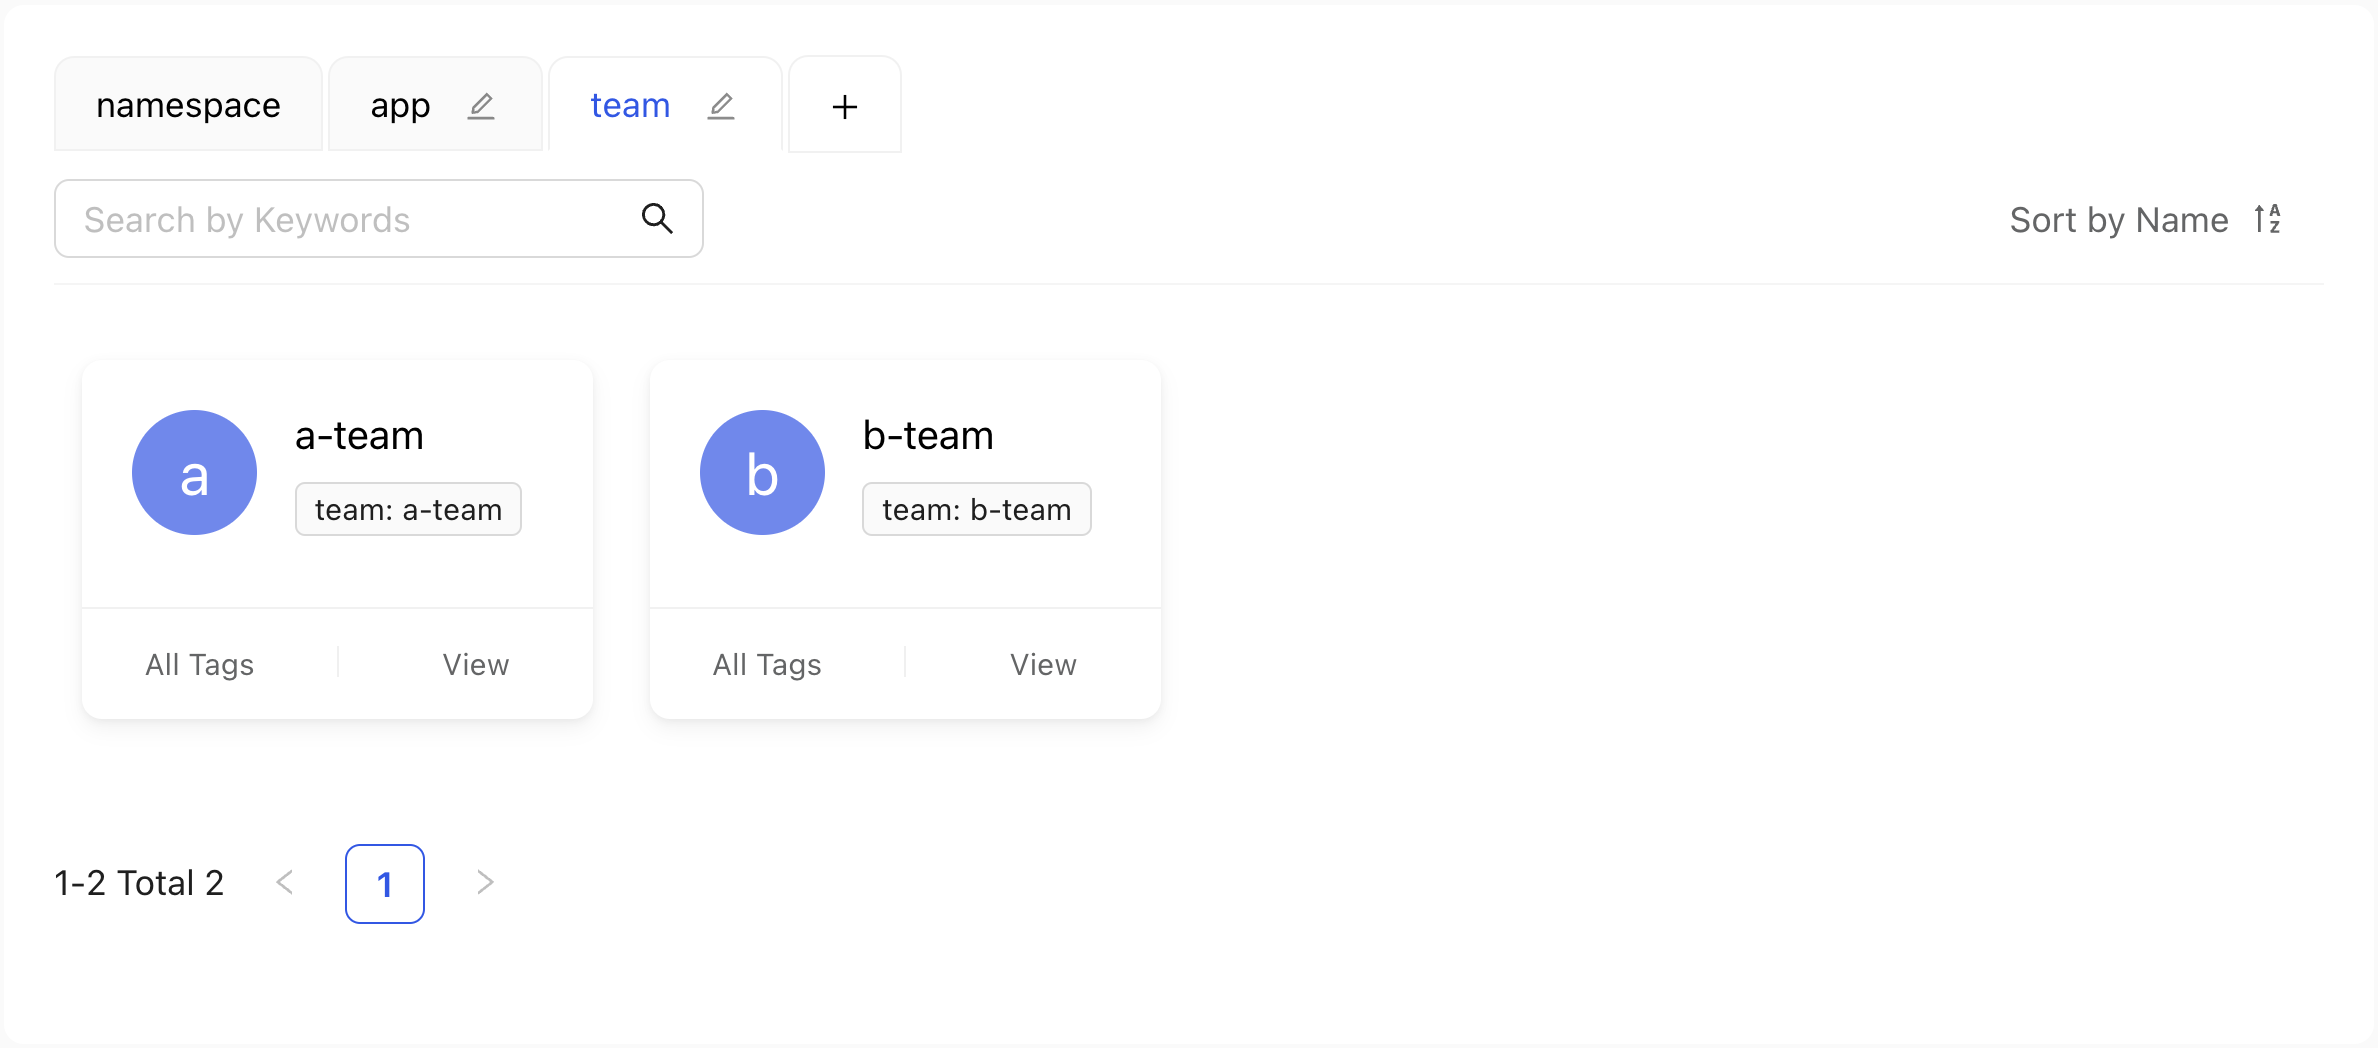 namespace app team +
Search by Keywords Sort by Name A Z
a a-team
team: a-team
b b-team
team: b-team
All Tags View
All Tags View
1-2 Total 2 < 1 >